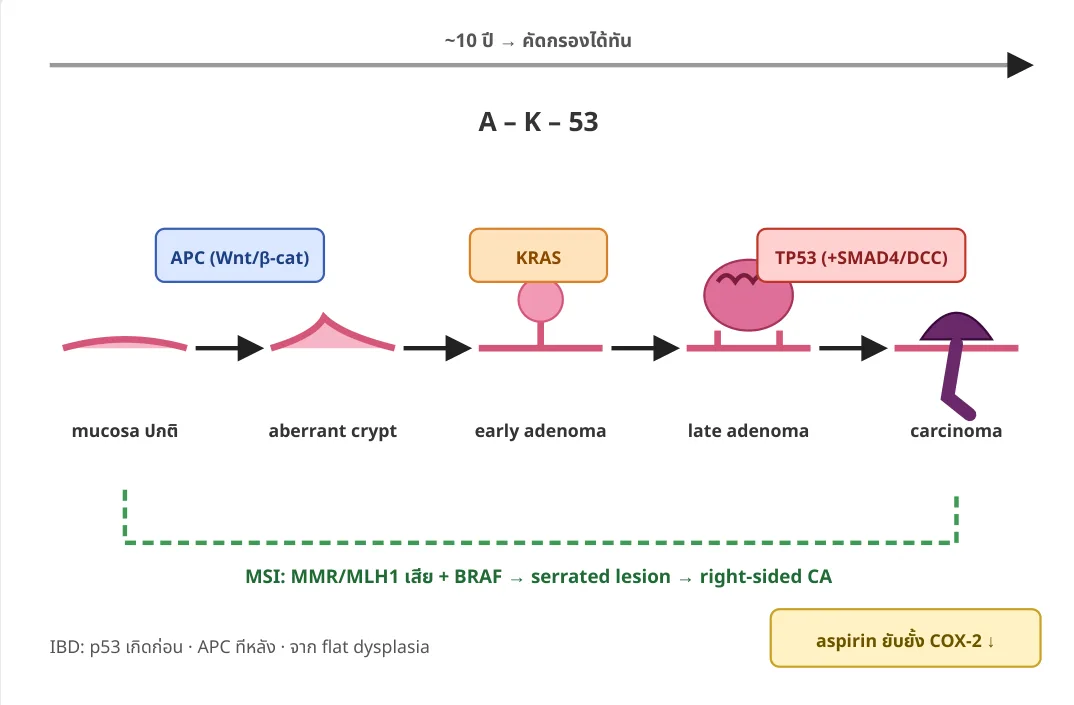 ~10 ปี → คัดกรองได้ทัน
A – K – 53
APC (Wnt/β-cat)
KRAS
TP53 (+SMAD4/DCC)
mucosa ปกติ
aberrant crypt
early adenoma
late adenoma
carcinoma
MSI: MMR/MLH1 เสีย + BRAF → serrated lesion → right-sided CA
IBD: p53 เกิดก่อน · APC ทีหลัง · จาก flat dysplasia
aspirin ยับยั้ง COX-2 ↓